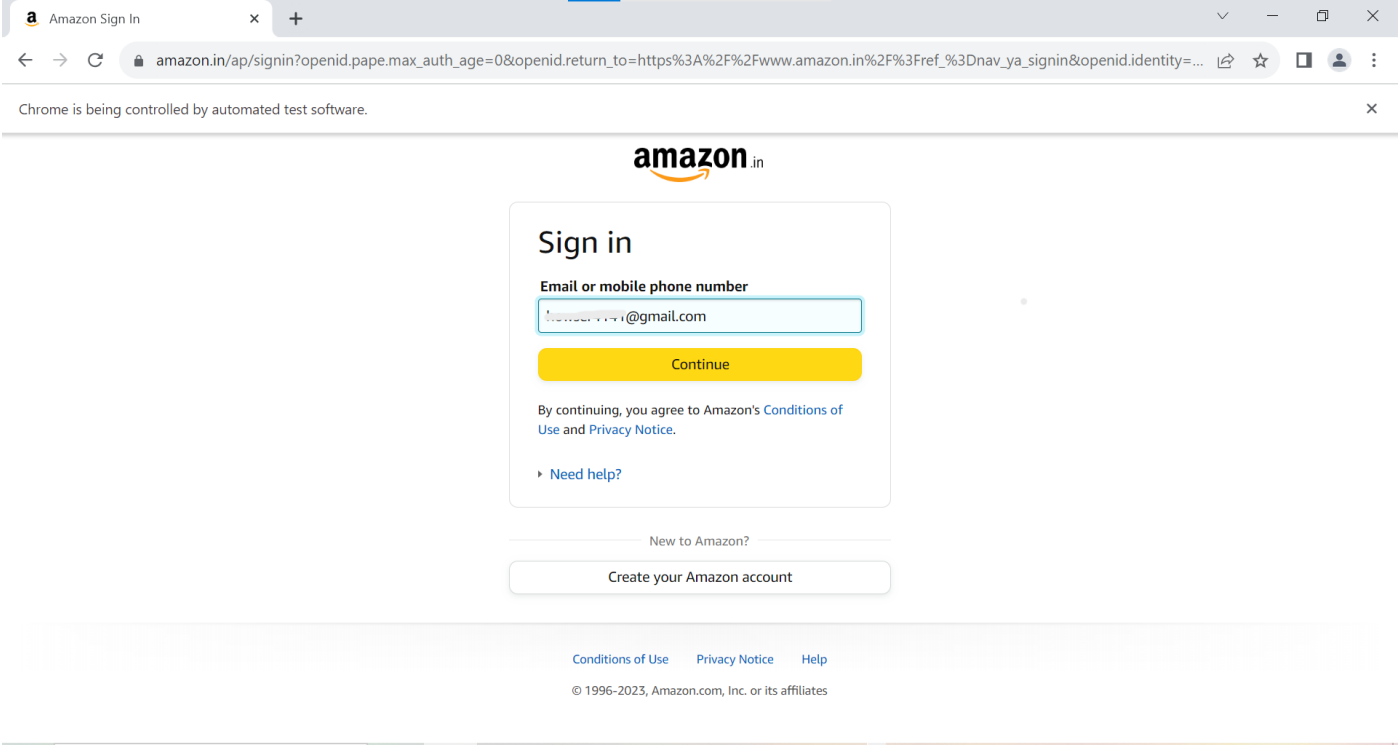 Amazon Sign In
amazon.in/ap/signin?openid.pape.max_auth_age=0&openid.return_to=https%3A%2F%2Fwww.amazon.in%2F%3Fref_%3Dnav_ya_signin&openid.identity=...
Chrome is being controlled by automated test software.
amazon.in
Sign in
Email or mobile phone number
@gmail.com
Continue
By continuing, you agree to Amazon's Conditions of
Use and Privacy Notice.
Need help?
New to Amazon?
Create your Amazon account
Conditions of Use Privacy Notice Help
© 1996-2023, Amazon.com, Inc. or its affiliates